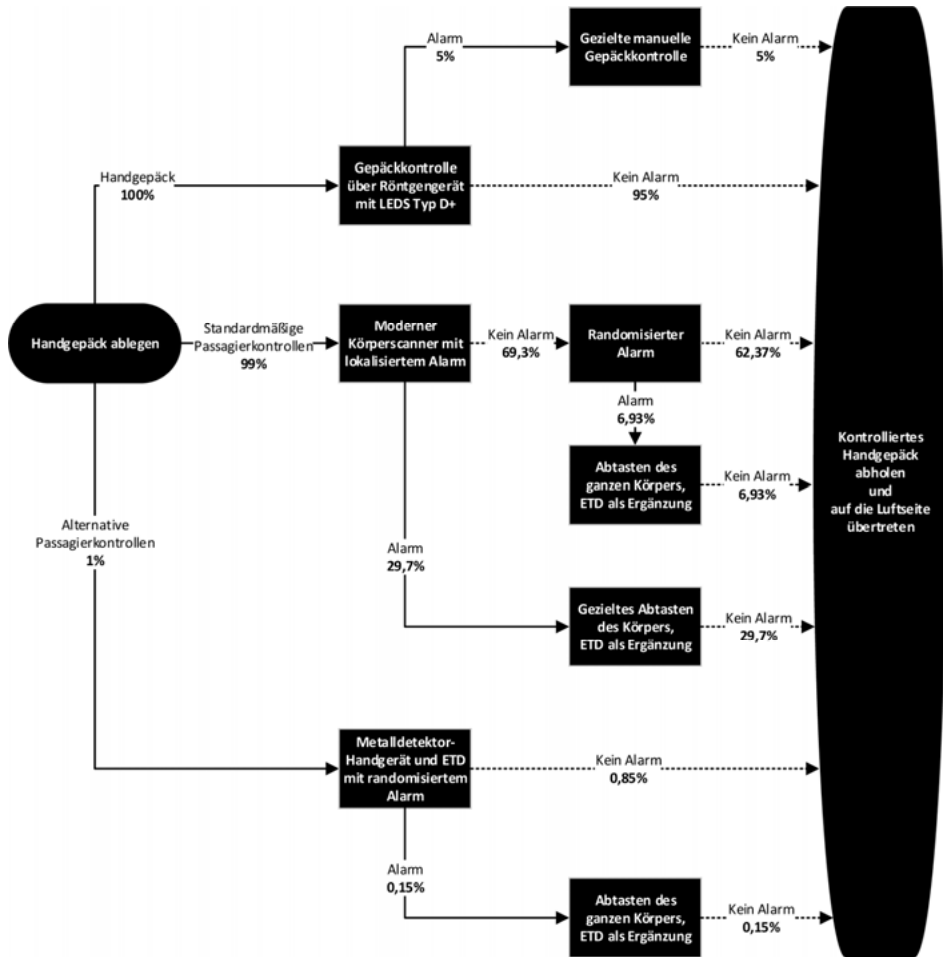 Alarm
5%
Gezielte manuelle
Gepäckkontrolle
Kein Alarm
5%
Handgepäck
100%
Gepäckkontrolle
über Röntgengerät
mit LEDS Typ D+
Kein Alarm
95%
Handgepäck ablegen
Standardmäßige
Passagierkontrollen
99%
Moderner
Körperscanner mit
lokalisiertem Alarm
Kein Alarm
69,3%
Randomisierter
Alarm
Kein Alarm
62,37%
Alarm
6,93%
Abtasten des
ganzen Körpers,
ETD als Ergänzung
Kein Alarm
6,93%
Kontrolliertes
Handgepäck
abholen
und
auf die Luftseite
übertreten
Alternative
Passagierkontrollen
1%
Alarm
29,7%
Gezieltes Abtasten
des Körpers,
ETD als Ergänzung
Kein Alarm
29,7%
Metalldetektor-
Handgerät und ETD
mit randomisiertem
Alarm
Kein Alarm
0,85%
Alarm
0,15%
Abtasten des
ganzen Körpers,
ETD als Ergänzung
Kein Alarm
0,15%